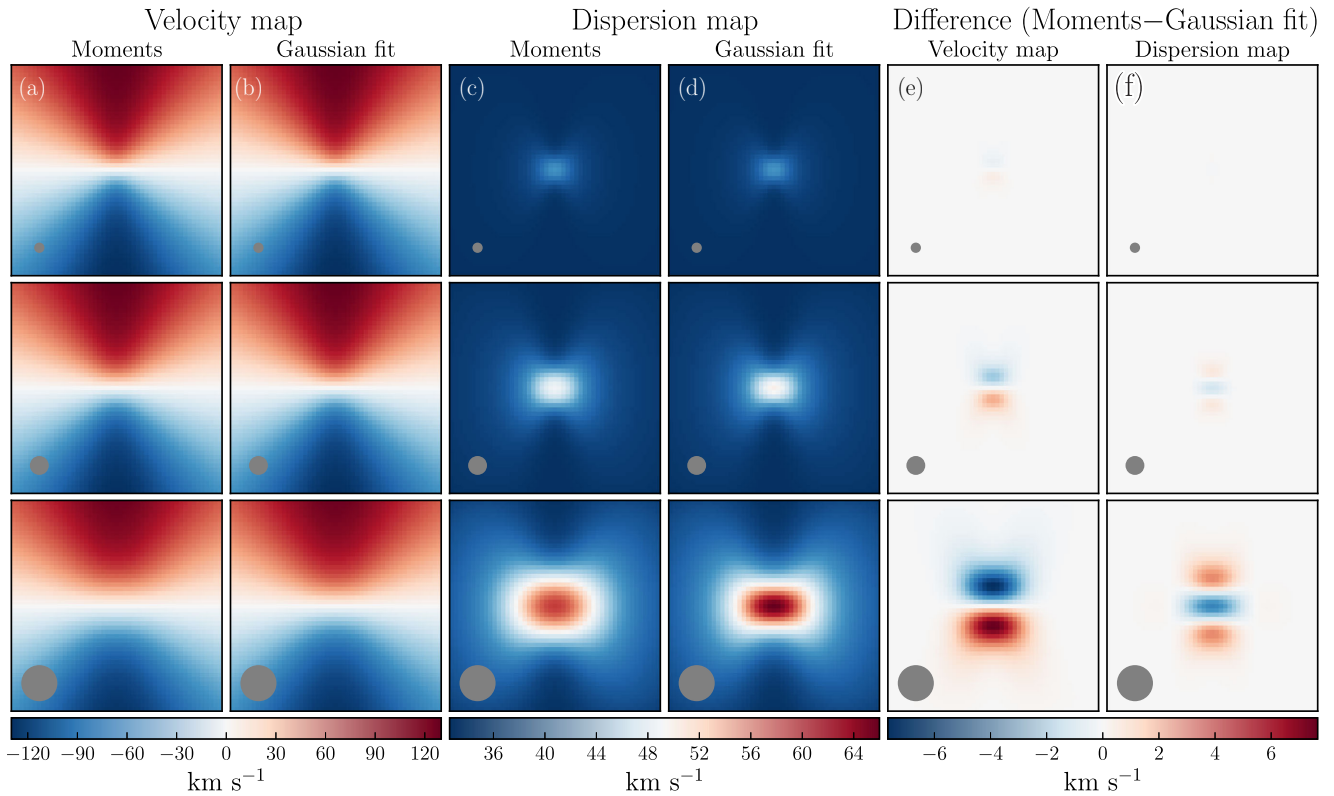 Velocity map Dispersion map Difference (Moments−Gaussian fit)
Moments Gaussian fit Moments Gaussian fit Velocity map Dispersion map
(a) (b) (c) (d) (e) (f)
−120 −90 −60 −30 0 30 60 90 120 36 40 44 48 52 56 60 64 −6 −4 −2 0 2 4 6
km s⁻¹ km s⁻¹ km s⁻¹